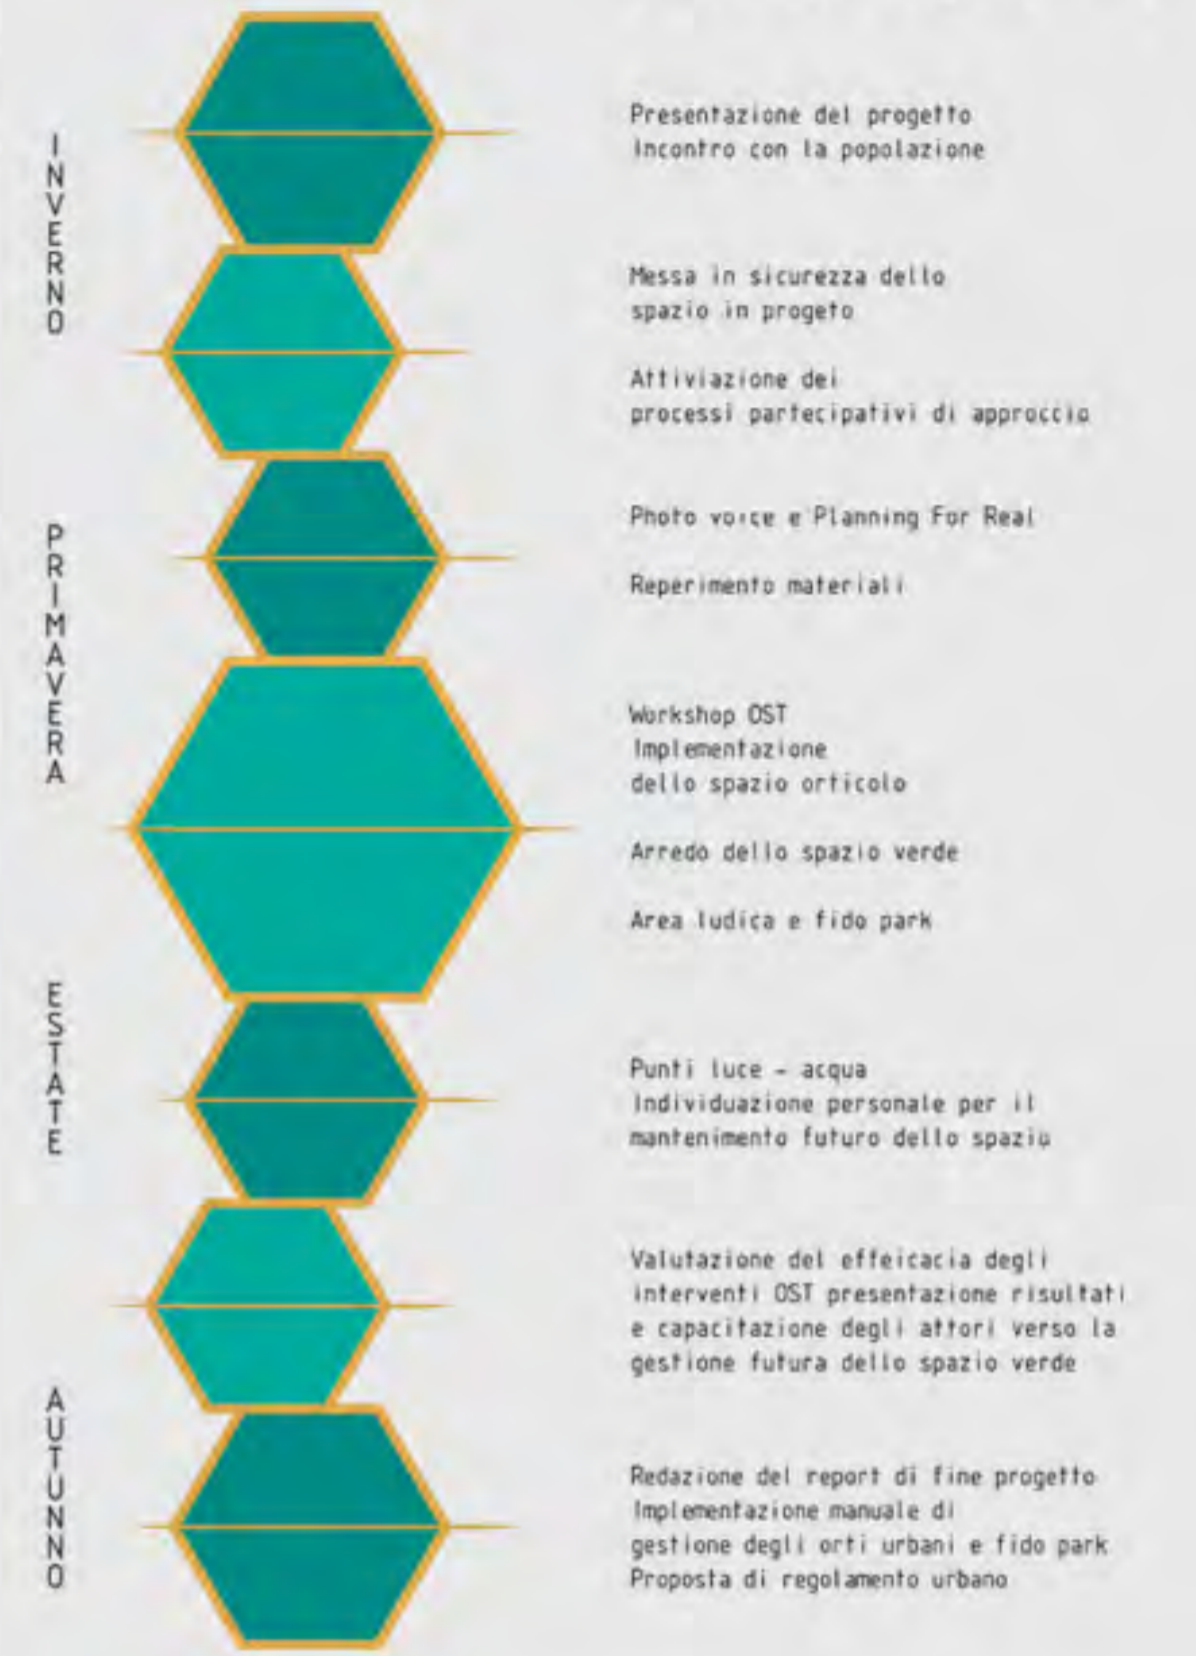 INVERNO
Presentazione del progetto
Incontro con la popolazione
Messa in sicurezza dello
spazio in progeto
Attiviazione dei
processi partecipativi di approccio
PRIMAVERA
Photo voice e Planning For Real
Reperimento materiali
Workshop OST
Implementazione
dello spazio orticolo
Arredo dello spazio verde
Area ludica e fido park
ESTATE
Punti luce - acqua
Individuazione personale per il
mantenimento futuro dello spazio
Valutazione del effeicacia degli
interventi OST presentazione risultati
e capacitazione degli attori verso la
gestione futura dello spazio verde
AUTUNNO
Redazione del report di fine progetto
Implementazione manuale di
gestione degli orti urbani e fido park
Proposta di regolamento urbano